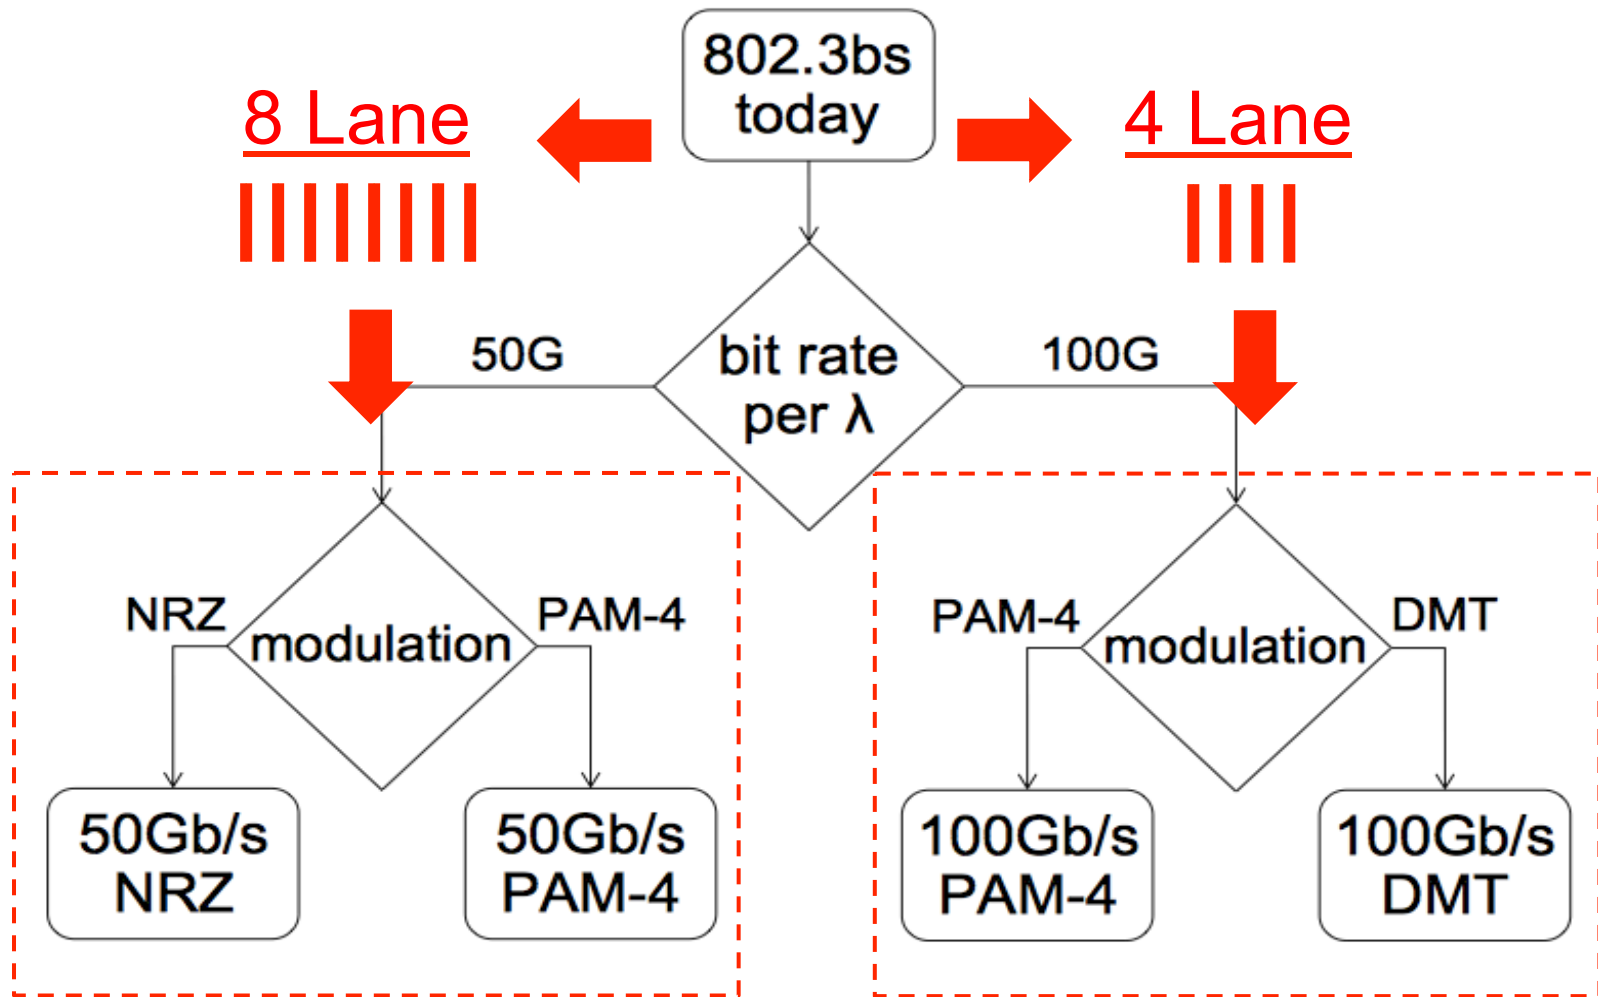 802.3bs
today
8 Lane
4 Lane
50G
bit rate
per λ
100G
NRZ
modulation
PAM-4
PAM-4
modulation
DMT
50Gb/s
NRZ
50Gb/s
PAM-4
100Gb/s
PAM-4
100Gb/s
DMT